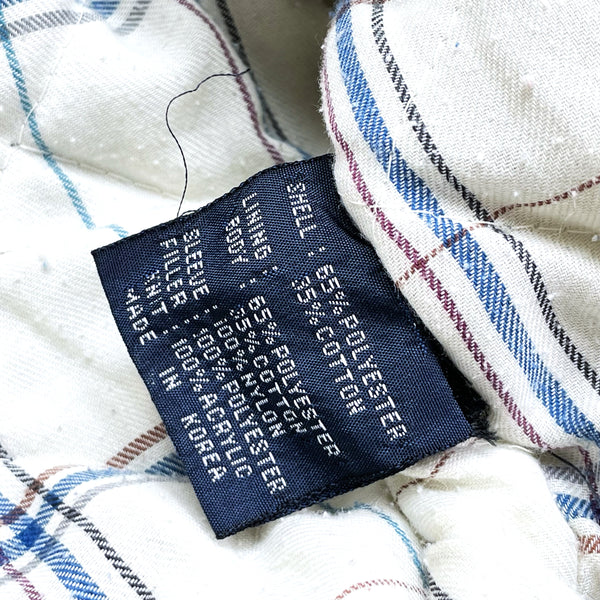 SHELL : 65% POLYESTER
35% COTTON
LINING :
BODY : 65% POLYESTER
35% COTTON
SLEEVE : 100% NYLON
FILLER : 100% POLYESTER
KNIT : 100% ACRYLIC
MADE IN KOREA